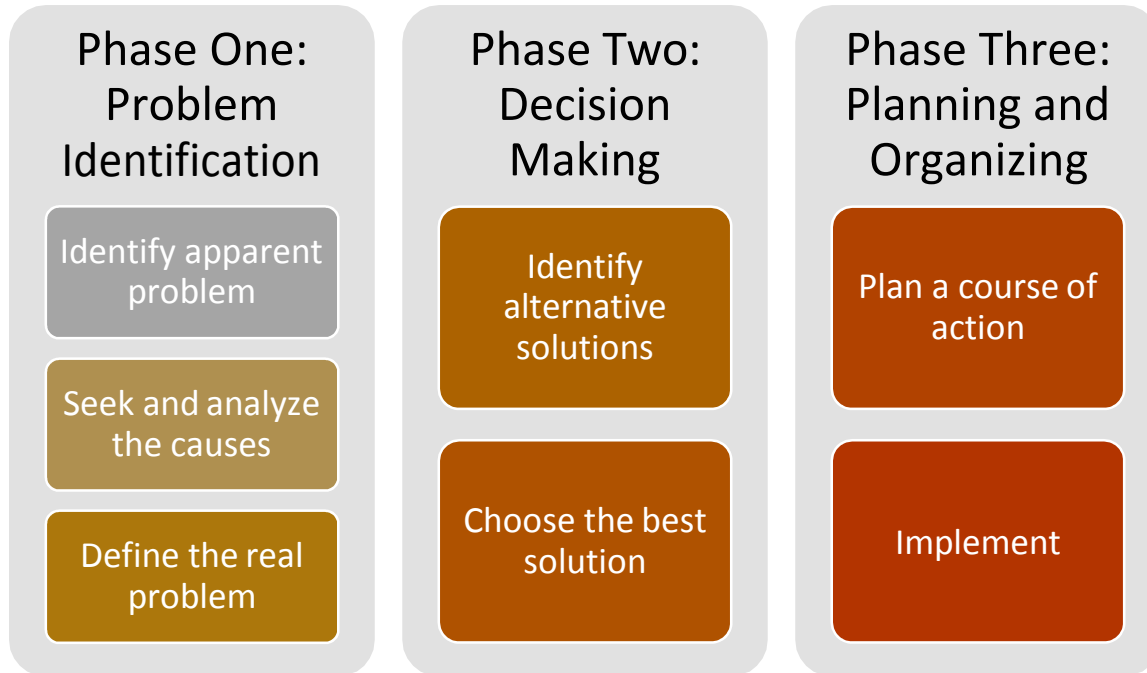 Phase One:
Problem
Identification
Identify apparent
problem
Seek and analyze
the causes
Define the real
problem
Phase Two:
Decision
Making
Identify
alternative
solutions
Choose the best
solution
Phase Three:
Planning and
Organizing
Plan a course of
action
Implement